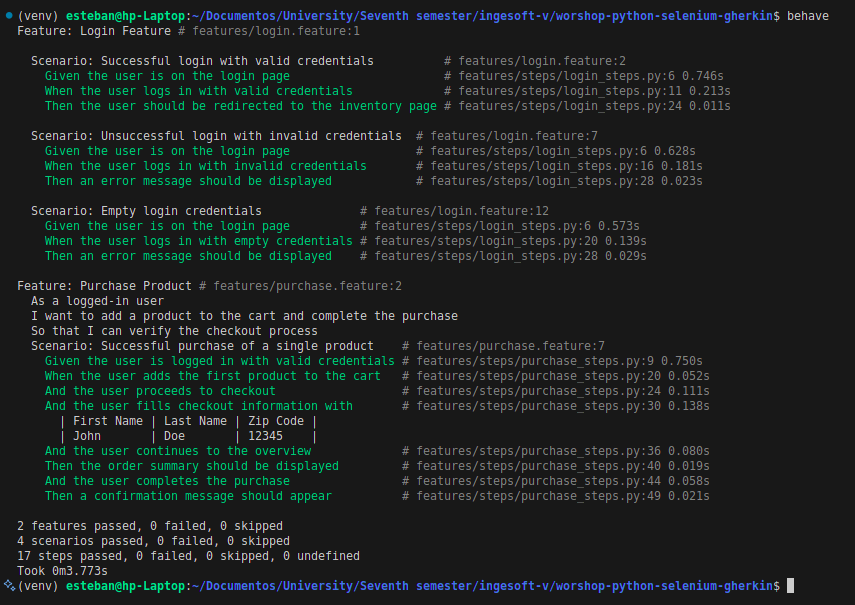 (venv) esteban@hp-Laptop:~/Documentos/University/Seventh semester/ingesoft-v/worshop-python-selenium-gherkin$ behave
Feature: Login Feature # features/login.feature:1
Scenario: Successful login with valid credentials # features/login.feature:2
Given the user is on the login page # features/steps/login_steps.py:6 0.746s
When the user logs in with valid credentials # features/steps/login_steps.py:11 0.213s
Then the user should be redirected to the inventory page # features/steps/login_steps.py:24 0.011s
Scenario: Unsuccessful login with invalid credentials # features/login.feature:7
Given the user is on the login page # features/steps/login_steps.py:6 0.628s
When the user logs in with invalid credentials # features/steps/login_steps.py:16 0.181s
Then an error message should be displayed # features/steps/login_steps.py:28 0.023s
Scenario: Empty login credentials # features/login.feature:12
Given the user is on the login page # features/steps/login_steps.py:6 0.573s
When the user logs in with empty credentials # features/steps/login_steps.py:20 0.139s
Then an error message should be displayed # features/steps/login_steps.py:28 0.029s
Feature: Purchase Product # features/purchase.feature:2
As a logged-in user
I want to add a product to the cart and complete the purchase
So that I can verify the checkout process
Scenario: Successful purchase of a single product # features/purchase.feature:7
Given the user is logged in with valid credentials # features/steps/purchase_steps.py:9 0.750s
When the user adds the first product to the cart # features/steps/purchase_steps.py:20 0.052s
And the user proceeds to checkout # features/steps/purchase_steps.py:24 0.111s
And the user fills checkout information with # features/steps/purchase_steps.py:30 0.138s
| First Name | Last Name | Zip Code |
| John | Doe | 12345 |
And the user continues to the overview # features/steps/purchase_steps.py:36 0.080s
Then the order summary should be displayed # features/steps/purchase_steps.py:40 0.019s
And the user completes the purchase # features/steps/purchase_steps.py:44 0.058s
Then a confirmation message should appear # features/steps/purchase_steps.py:49 0.021s
2 features passed, 0 failed, 0 skipped
4 scenarios passed, 0 failed, 0 skipped
17 steps passed, 0 failed, 0 skipped, 0 undefined
Took 0m3.773s
(venv) esteban@hp-Laptop:~/Documentos/University/Seventh semester/ingesoft-v/worshop-python-selenium-gherkin$